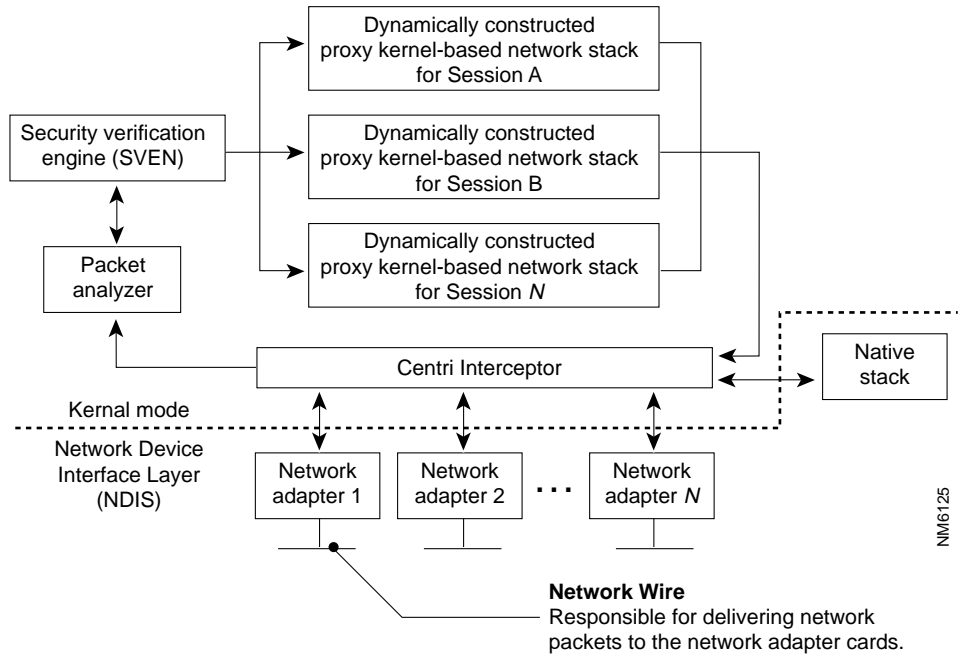 Dynamically constructed
proxy kernel-based network stack
for Session A
Security verification
engine (SVEN)
Dynamically constructed
proxy kernel-based network stack
for Session B
Dynamically constructed
proxy kernel-based network stack
for Session N
Packet
analyzer
Centri Interceptor
Native
stack
Kernal mode
Network Device
Interface Layer
(NDIS)
Network
adapter 1
Network
adapter 2
...
Network
adapter N
NM6125
Network Wire
Responsible for delivering network
packets to the network adapter cards.